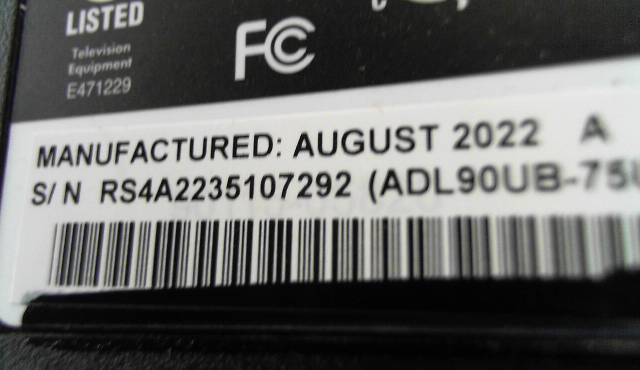 LISTED
Television
Equipment
E471229
FC
MANUFACTURED: AUGUST 2022 A
S/N RS4A2235107292 (ADL90UB-75